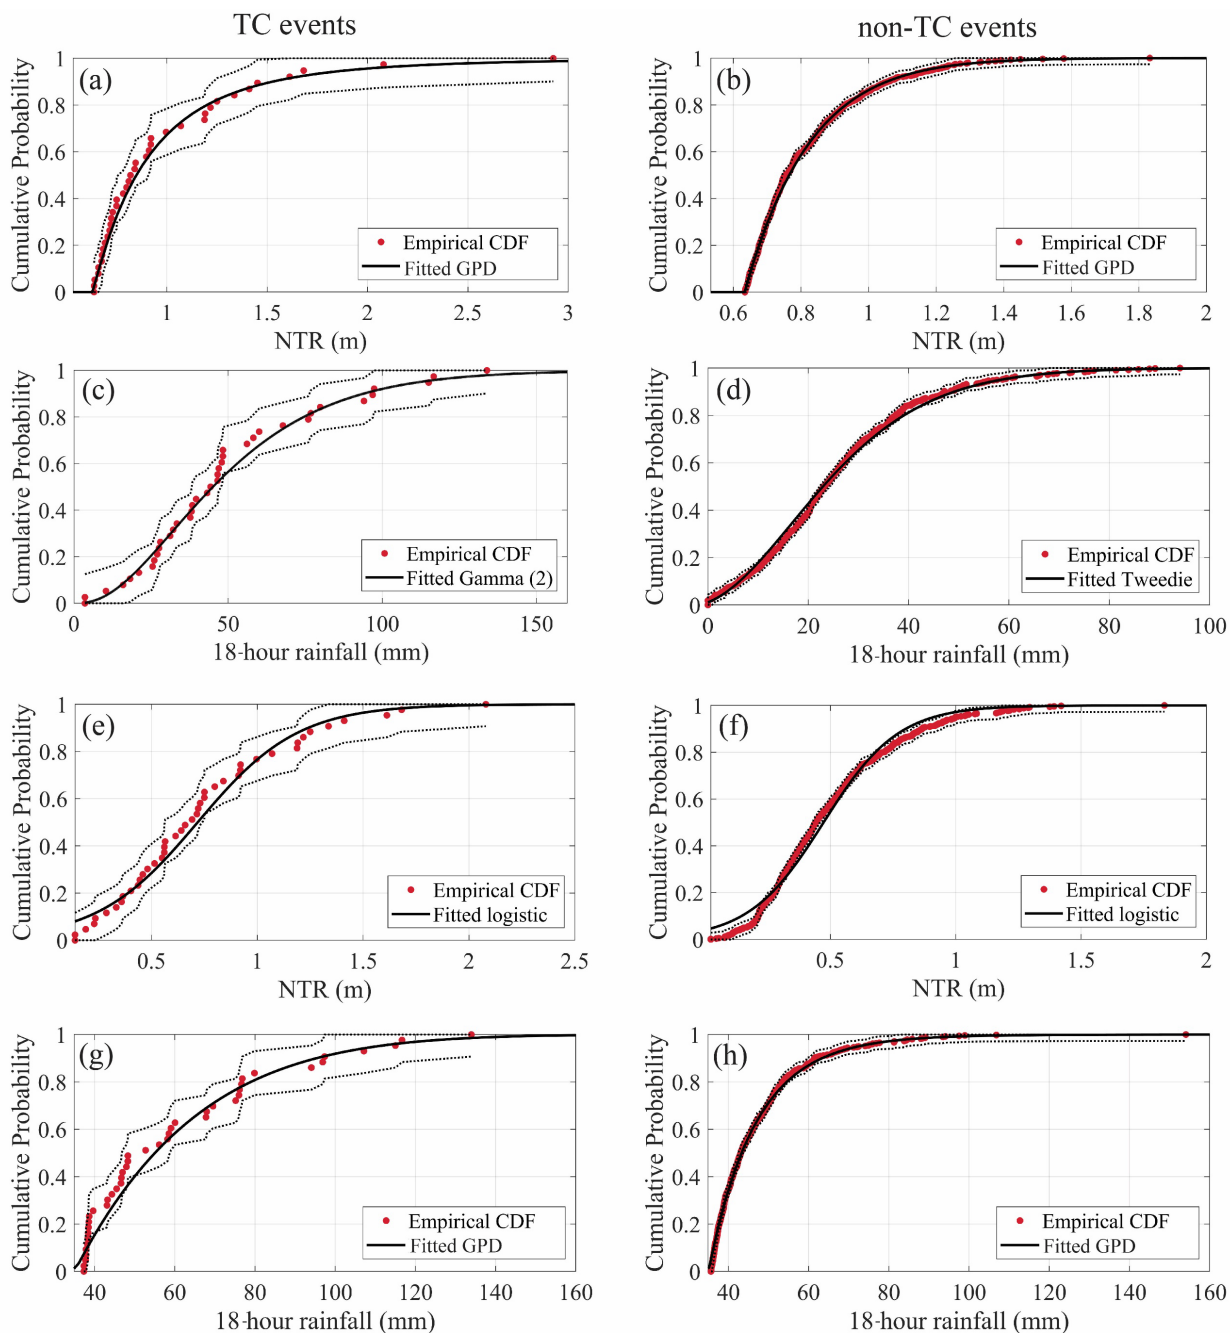 TC events
non-TC events
(a)
Cumulative Probability
1
0.8
0.6
0.4
0.2
0
1
1.5
2
2.5
3
NTR (m)
Empirical CDF
Fitted GPD
(b)
Cumulative Probability
1
0.8
0.6
0.4
0.2
0
0.6
0.8
1
1.2
1.4
1.6
1.8
2
NTR (m)
Empirical CDF
Fitted GPD
(c)
Cumulative Probability
1
0.8
0.6
0.4
0.2
0
0
50
100
150
18-hour rainfall (mm)
Empirical CDF
Fitted Gamma (2)
(d)
Cumulative Probability
1
0.8
0.6
0.4
0.2
0
0
20
40
60
80
100
18-hour rainfall (mm)
Empirical CDF
Fitted Tweedie
(e)
Cumulative Probability
1
0.8
0.6
0.4
0.2
0
0.5
1
1.5
2
2.5
NTR (m)
Empirical CDF
Fitted logistic
(f)
Cumulative Probability
1
0.8
0.6
0.4
0.2
0
0.5
1
1.5
2
NTR (m)
Empirical CDF
Fitted logistic
(g)
Cumulative Probability
1
0.8
0.6
0.4
0.2
0
40
60
80
100
120
140
160
18-hour rainfall (mm)
Empirical CDF
Fitted GPD
(h)
Cumulative Probability
1
0.8
0.6
0.4
0.2
0
40
60
80
100
120
140
160
18-hour rainfall (mm)
Empirical CDF
Fitted GPD